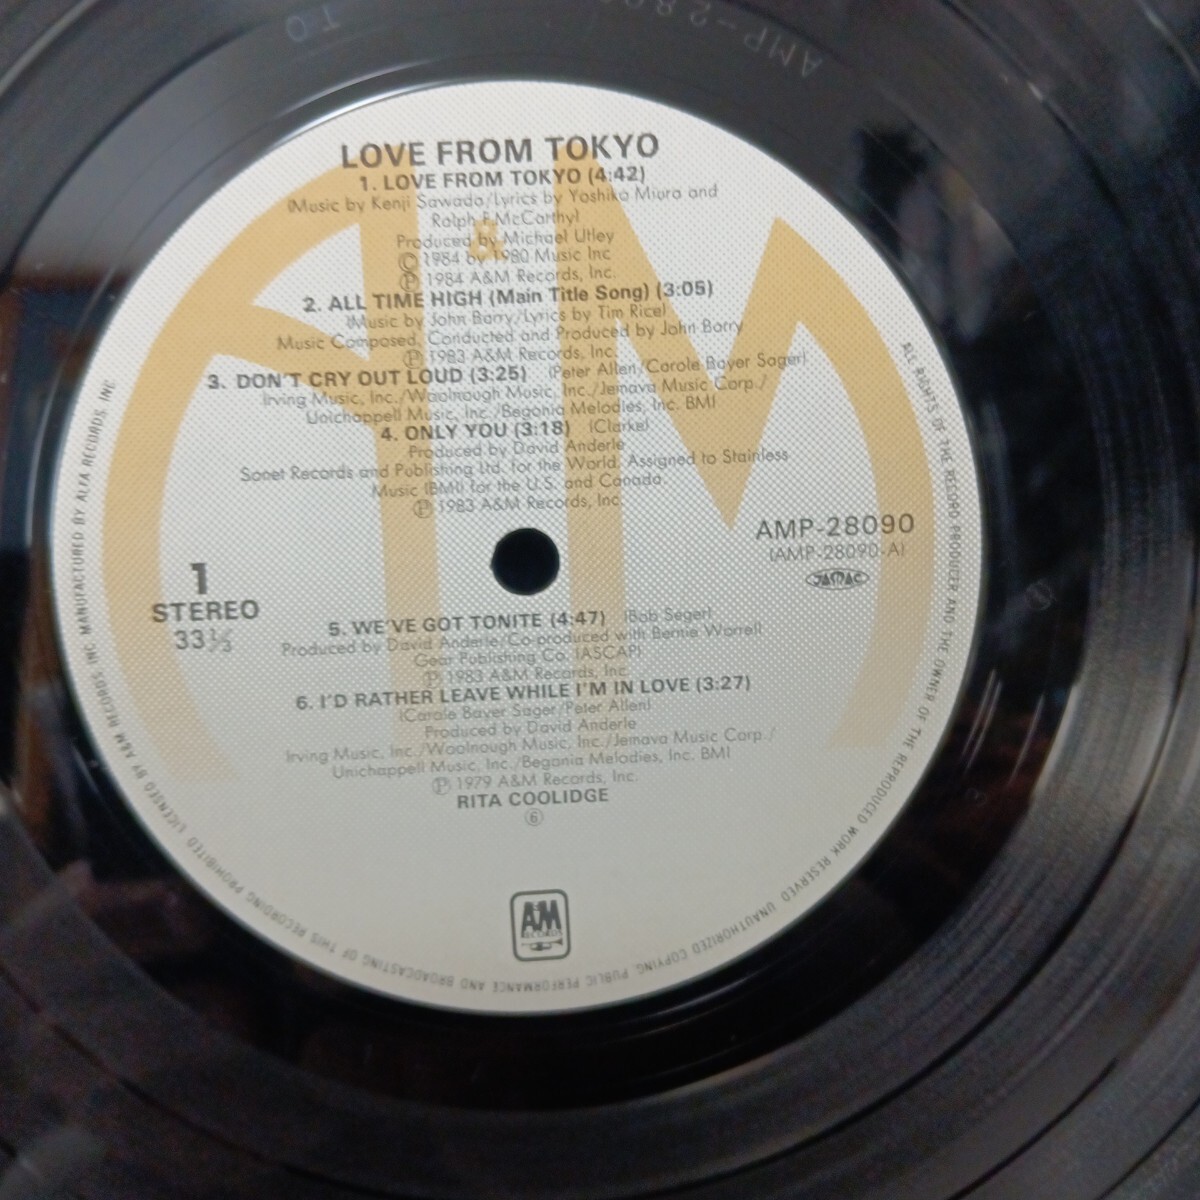 LOVE FROM TOKYO
1. LOVE FROM TOKYO (4:42)
(Music by Kenji Sawada/Lyrics by Yoshiko Miura and
Ralph F. McCarthy)
Produced by Michael Utley
© 1984 by 1980 Music Inc
℗ 1984 A&M Records, Inc.
2. ALL TIME HIGH (Main Title Song) (3:05)
(Music by John Barry/Lyrics by Tim Rice)
Music Composed, Conducted and Produced by John Barry
℗ 1983 A&M Records, Inc.
3. DON'T CRY OUT LOUD (3:25) (Peter Allen/Carole Bayer Sager)
Irving Music, Inc./Woolnough Music, Inc./Jemava Music Corp./
Unichappell Music, Inc./Begonia Melodies, Inc. BMI
4. ONLY YOU (3:18) (Clarke)
Produced by David Anderle
Sonet Records and Publishing Ltd. for the World. Assigned to Stainless
Music (BMI) for the U.S. and Canada.
℗ 1983 A&M Records, Inc.
AMP-28090
(AMP-28090-A)
JASRAC
1
STEREO
33⅓
5. WE'VE GOT TONITE (4:47) (Bob Seger)
Produced by David Anderle/Co-produced with Bernie Worrell
Gear Publishing Co. (ASCAP)
℗ 1983 A&M Records, Inc.
6. I'D RATHER LEAVE WHILE I'M IN LOVE (3:27)
(Carole Bayer Sager/Peter Allen)
Produced by David Anderle
Irving Music, Inc./Woolnough Music, Inc./Jemava Music Corp./
Unichappell Music, Inc./Begonia Melodies, Inc. BMI
℗ 1979 A&M Records, Inc.
RITA COOLIDGE
⑥
A&M
RECORDS
ALL RIGHTS OF THE RECORD PRODUCER AND THE OWNER OF THE REPRODUCED WORK RESERVED. UNAUTHORIZED COPYING, PUBLIC PERFORMANCE AND BROADCASTING OF THIS RECORDING PROHIBITED. LICENSED BY A&M RECORDS INC. MANUFACTURED BY ALFA RECORDS, INC